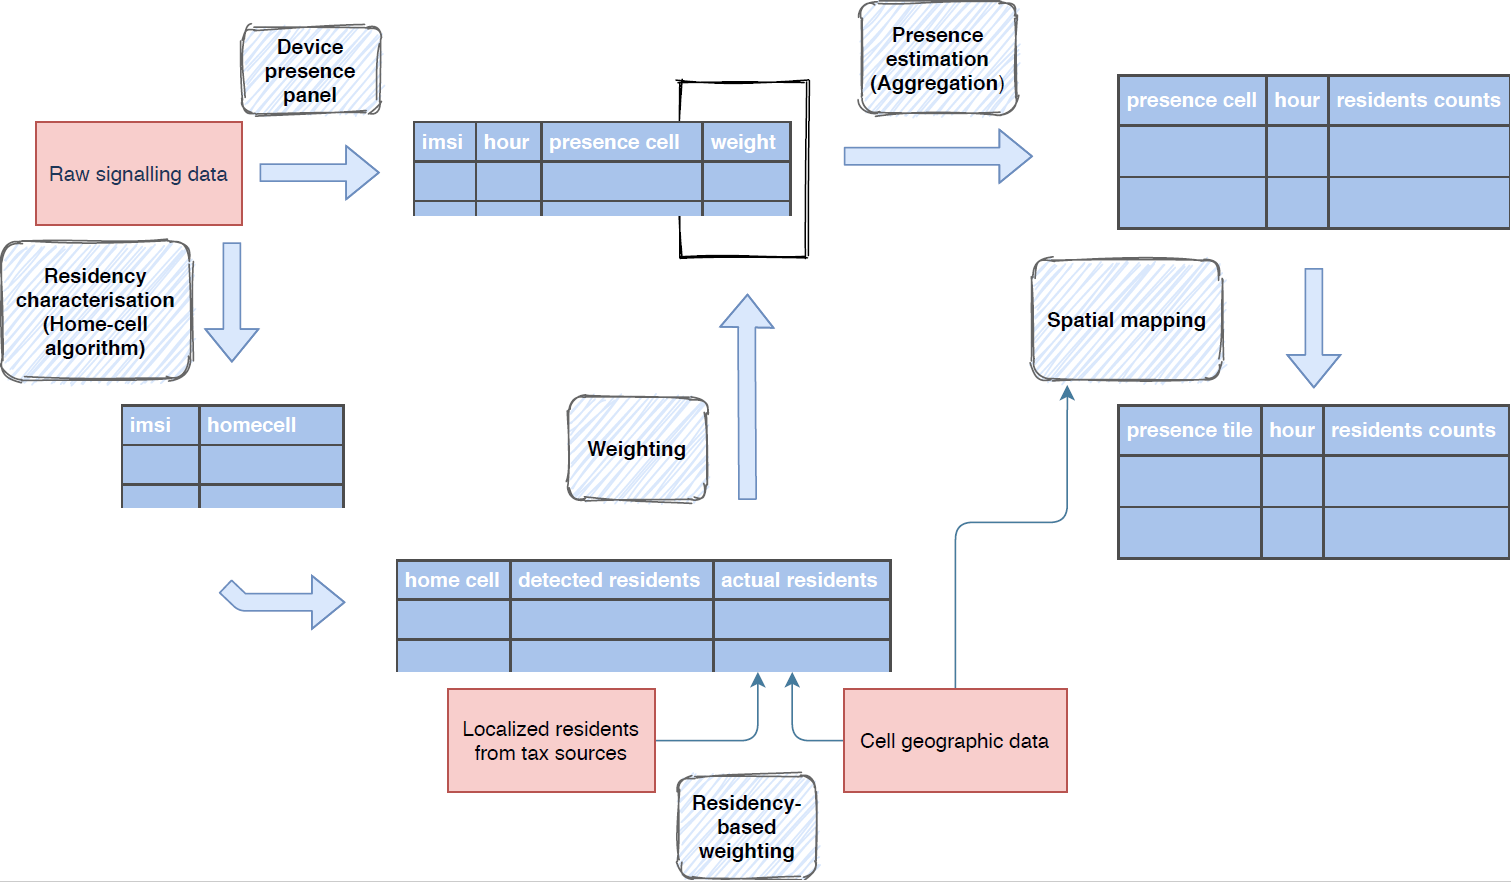 Device
presence
panel
Presence
estimation
(Aggregation)
Raw signalling data
imsi hour presence cell weight
presence cell hour residents counts
Residency
characterisation
(Home-cell
algorithm)
Spatial mapping
imsi homecell
Weighting
presence tile hour residents counts
home cell detected residents actual residents
Localized residents
from tax sources
Cell geographic data
Residency-
based
weighting